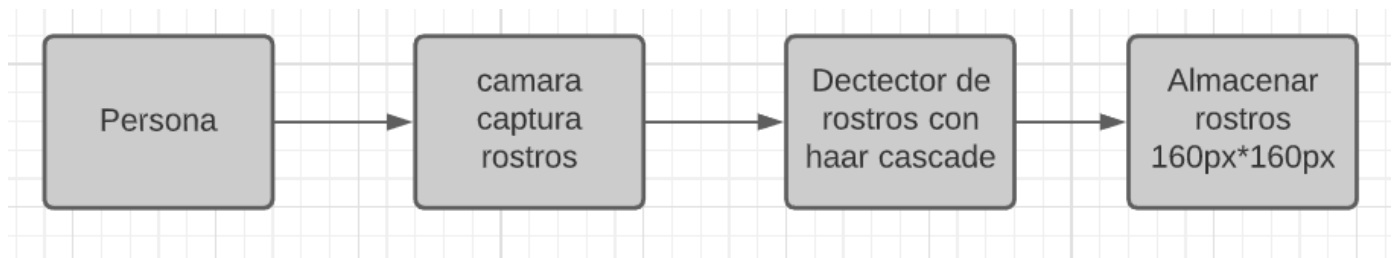 Persona
camara
captura
rostros
Dectector de
rostros con
haar cascade
Almacenar
rostros
160px*160px